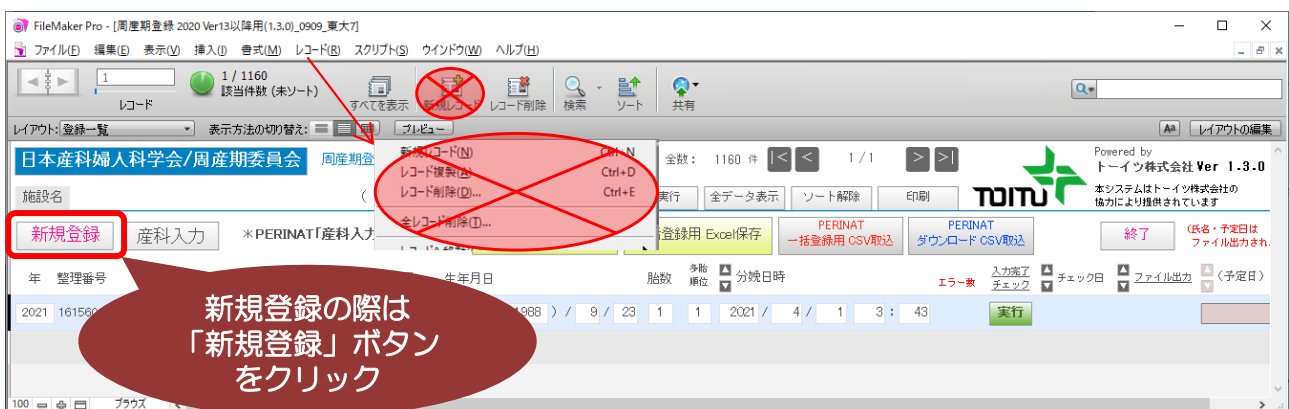 FileMaker Pro - [周産期登録 2020 Ver13以降用(1.3.0)_0909_東大7]
ファイル(F) 編集(E) 表示(V) 挿入(I) 書式(M) レコード(R) スクリプト(S) ウインドウ(W) ヘルプ(H)
1
1 / 1160
該当件数 (未ソート)
レコード
すべてを表示 新規レコード レコード削除 検索 ソート 共有
レイアウト: 登録一覧 表示方法の切り替え: プレビュー Aa レイアウトの編集
新規レコード(N) Ctrl+N
レコード複製(A) Ctrl+D
レコード削除(D)... Ctrl+E
全レコード削除(T)...
日本産科婦人科学会/周産期委員会 周産期登 全数: 1160 件 |< < 1 / 1 > >|
TOITU
Powered by
トーイツ株式会社 Ver 1.3.0
本システムはトーイツ株式会社の
協力により提供されています
施設名 ( 実行 全データ表示 ソート解除 印刷
新規登録 産科入力 *PERINAT「産科入力 登録用 Excel保存
PERINAT
一括登録用 CSV取込
PERINAT
ダウンロード CSV取込
終了
(氏名・予定日は
ファイル出力され
年 整理番号 生年月日 胎数 多胎
順位 分娩日時 エラー数 入力完了
チェック チェック日 ファイル出力 (予定日)
2021 161560 1988 ) / 9 / 23 1 1 2021 / 4 / 1 3 : 43 実行
新規登録の際は
「新規登録」ボタン
をクリック
100 ブラウズ